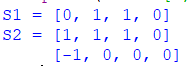 S1 = [0, 1, 1, 0]
S2 = [1, 1, 1, 0]
[-1, 0, 0, 0]